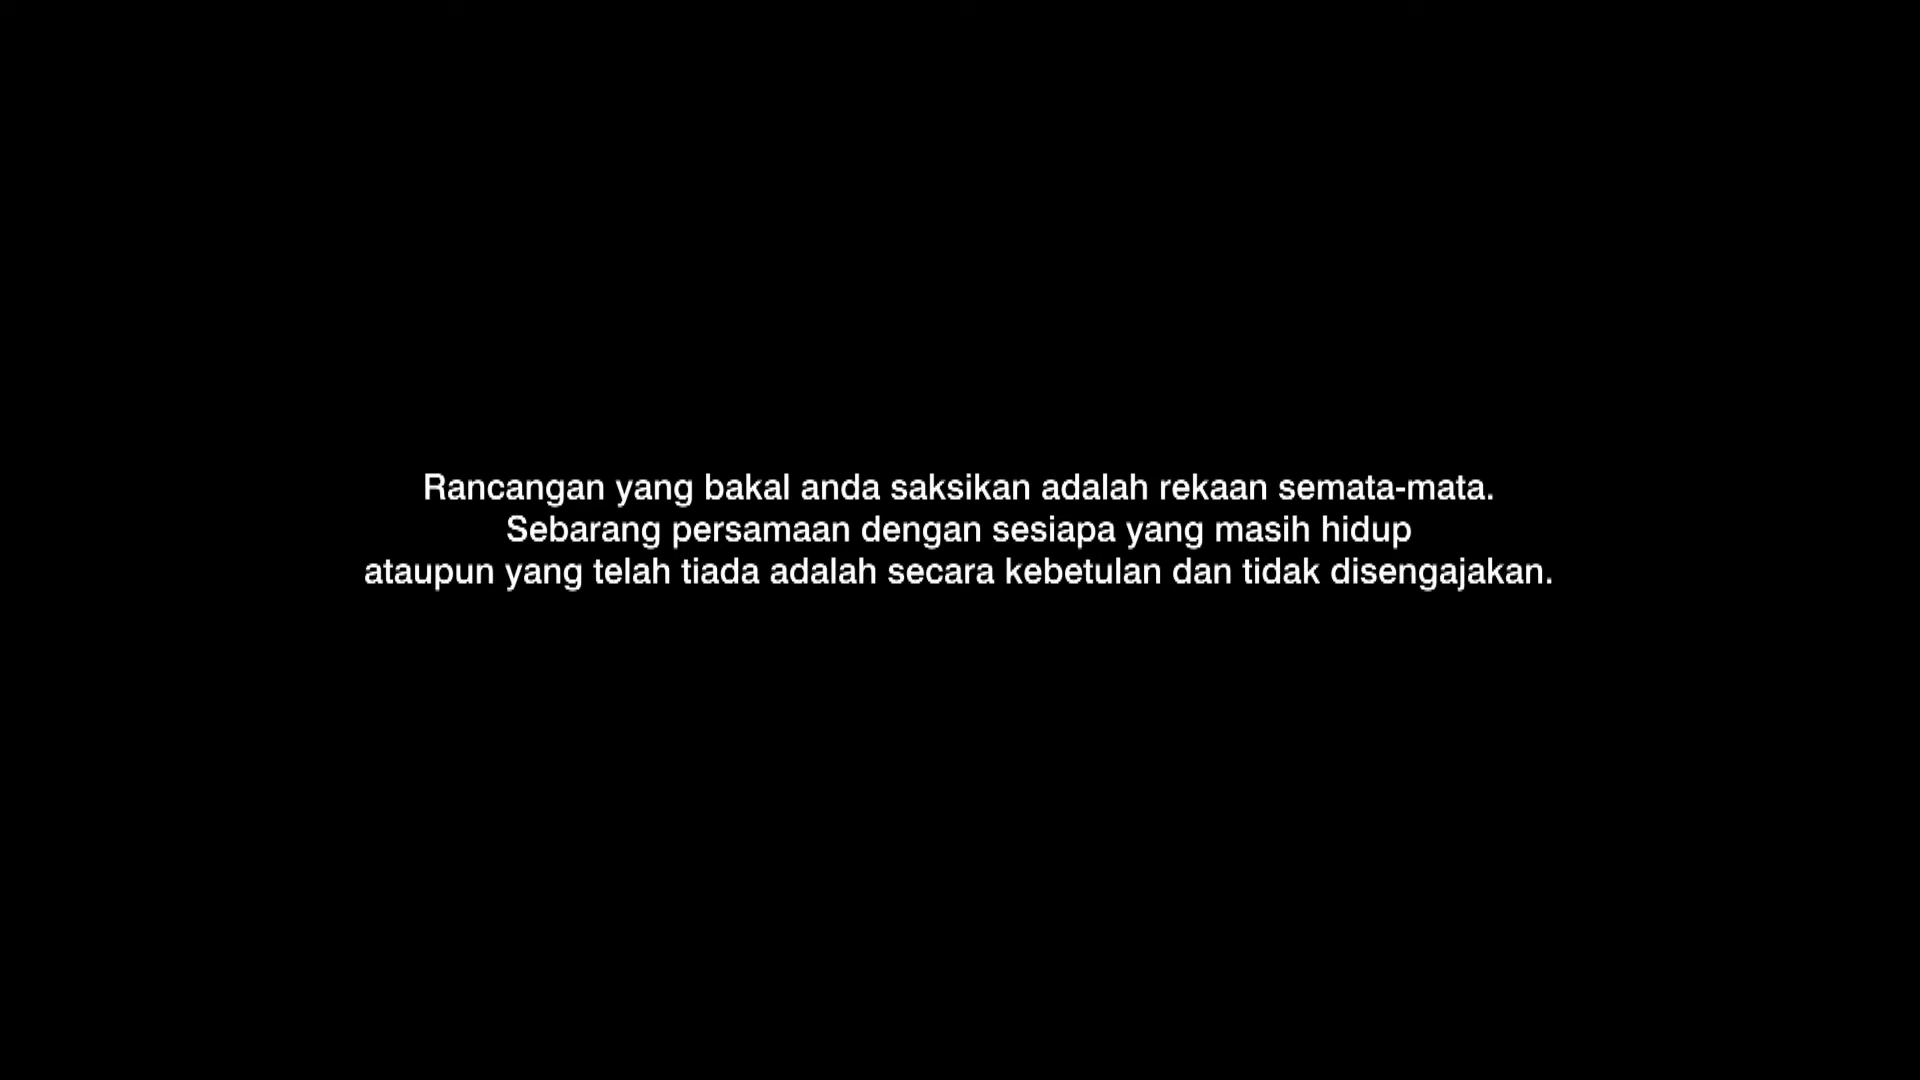 Rancangan yang bakal anda saksikan adalah rekaan semata-mata.
Sebarang persamaan dengan sesiapa yang masih hidup
ataupun yang telah tiada adalah secara kebetulan dan tidak disengajakan.